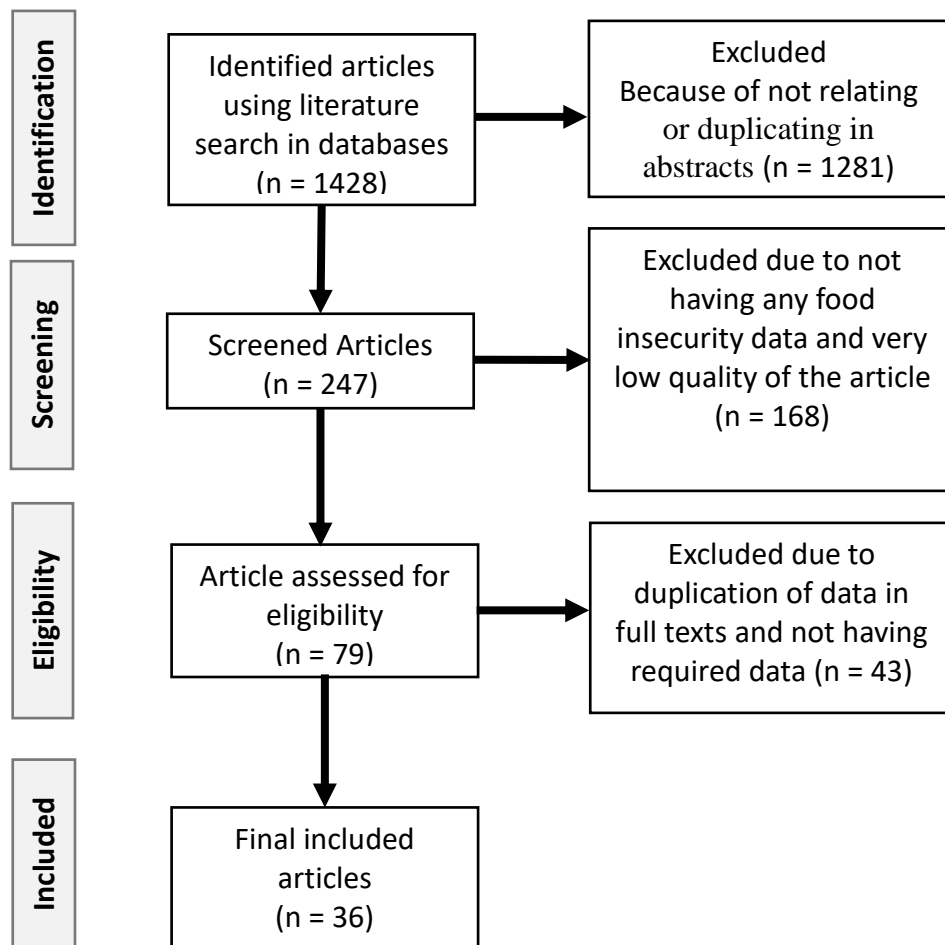 Identification
Identified articles
using literature
search in databases
(n = 1428)
Excluded
Because of not relating
or duplicating in
abstracts (n = 1281)
Screening
Screened Articles
(n = 247)
Excluded due to not
having any food
insecurity data and very
low quality of the article
(n = 168)
Eligibility
Article assessed for
eligibility
(n = 79)
Excluded due to
duplication of data in
full texts and not having
required data (n = 43)
Included
Final included
articles
(n = 36)